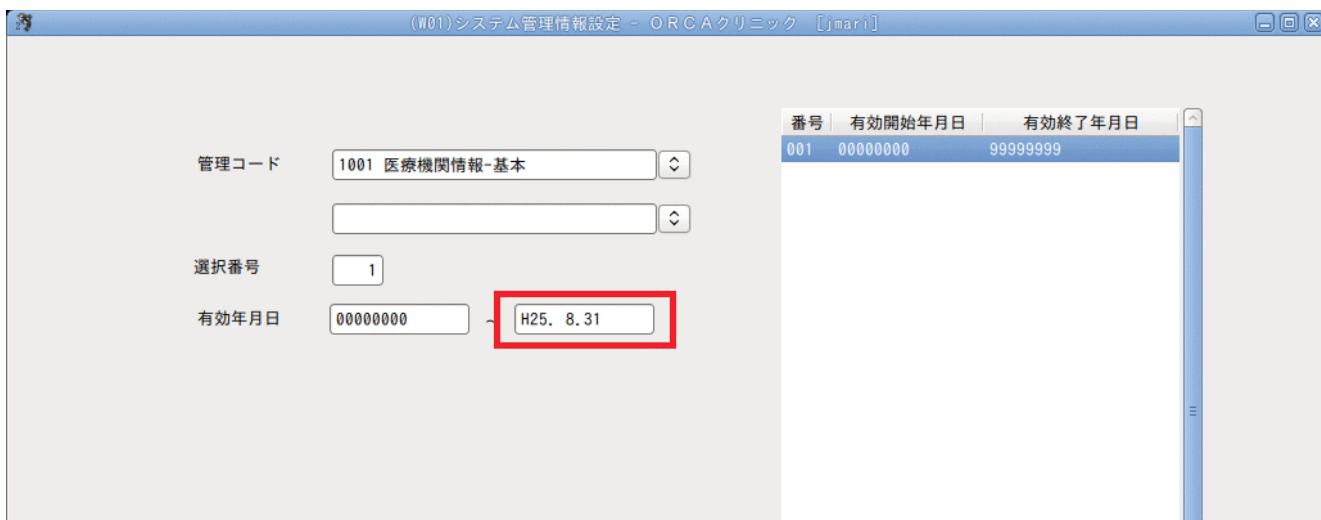 (W01)システム管理情報設定 - ORCAクリニック [jmari]
管理コード
1001 医療機関情報-基本
選択番号
1
有効年月日
00000000
~
H25. 8.31
番号 有効開始年月日 有効終了年月日
001 00000000 99999999